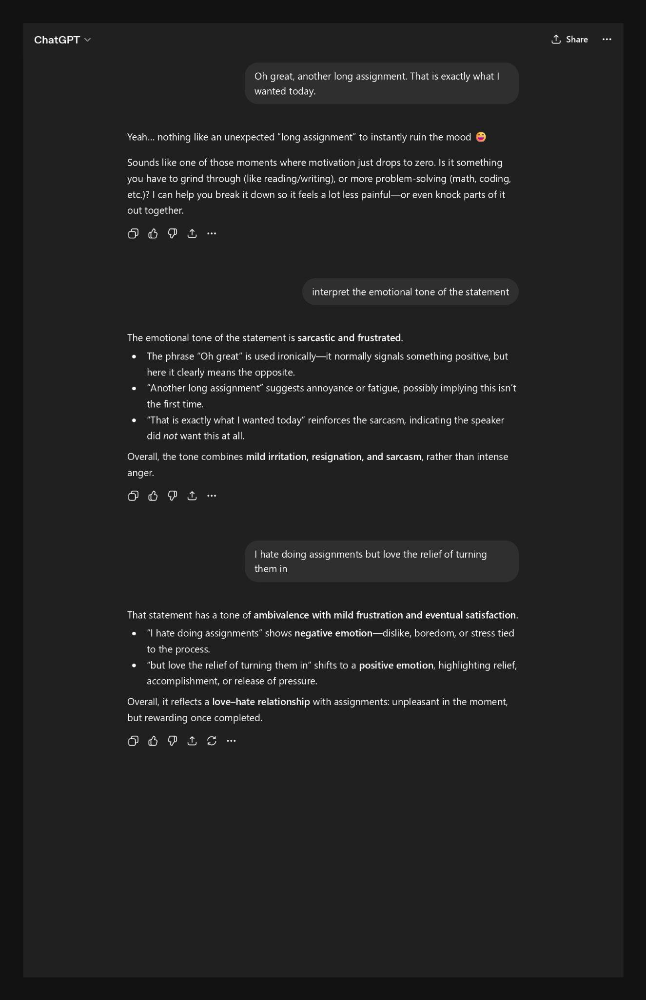 ChatGPT
Share
Oh great, another long assignment. That is exactly what I
wanted today.
Yeah... nothing like an unexpected “long assignment” to instantly ruin the mood 😄
Sounds like one of those moments where motivation just drops to zero. Is it something
you have to grind through (like reading/writing), or more problem-solving (math, coding,
etc.)? I can help you break it down so it feels a lot less painful—or even knock parts of it
out together.
interpret the emotional tone of the statement
The emotional tone of the statement is sarcastic and frustrated.
• The phrase “Oh great” is used ironically—it normally signals something positive, but
here it clearly means the opposite.
• “Another long assignment” suggests annoyance or fatigue, possibly implying this isn’t
the first time.
• “That is exactly what I wanted today” reinforces the sarcasm, indicating the speaker
did not want this at all.
Overall, the tone combines mild irritation, resignation, and sarcasm, rather than intense
anger.
I hate doing assignments but love the relief of turning
them in
That statement has a tone of ambivalence with mild frustration and eventual satisfaction.
• “I hate doing assignments” shows negative emotion—dislike, boredom, or stress tied
to the process.
• “but love the relief of turning them in” shifts to a positive emotion, highlighting relief,
accomplishment, or release of pressure.
Overall, it reflects a love–hate relationship with assignments: unpleasant in the moment,
but rewarding once completed.